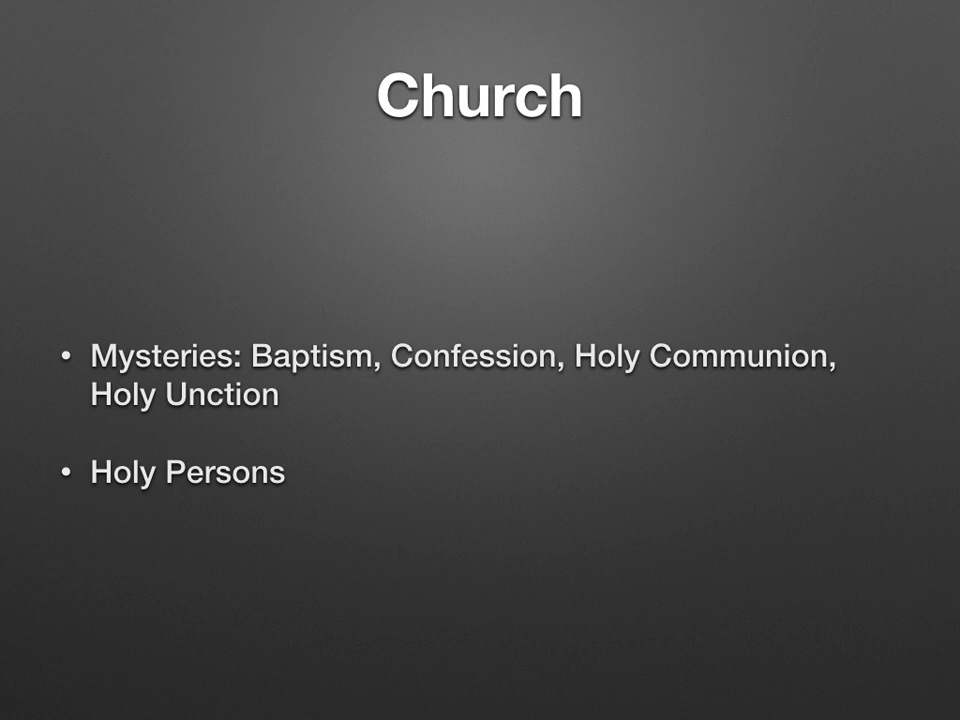 Church
• Mysteries: Baptism, Confession, Holy Communion,
Holy Unction
• Holy Persons